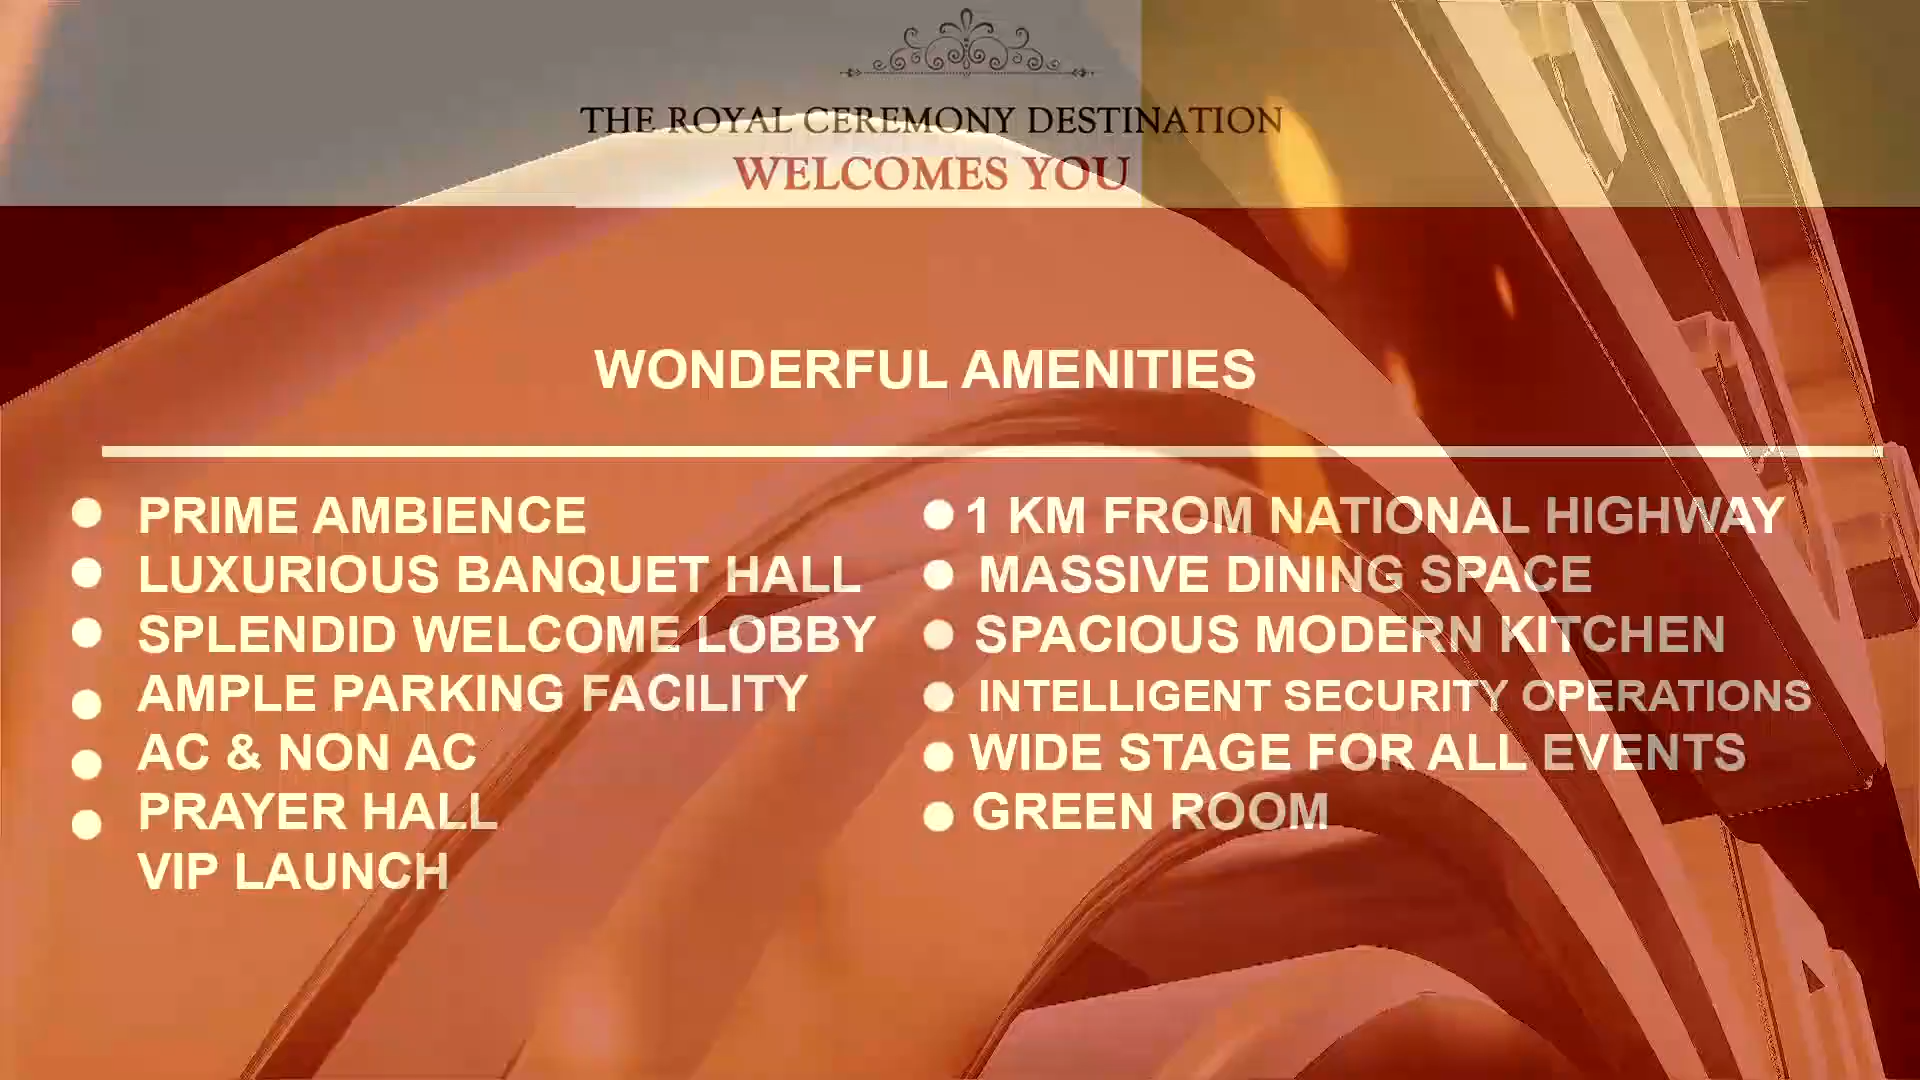 THE ROYAL CEREMONY DESTINATION
WELCOMES YOU
WONDERFUL AMENITIES
PRIME AMBIENCE
LUXURIOUS BANQUET HALL
SPLENDID WELCOME LOBBY
AMPLE PARKING FACILITY
AC & NON AC
PRAYER HALL
VIP LAUNCH
1 KM FROM NATIONAL HIGHWAY
MASSIVE DINING SPACE
SPACIOUS MODERN KITCHEN
INTELLIGENT SECURITY OPERATIONS
WIDE STAGE FOR ALL EVENTS
GREEN ROOM